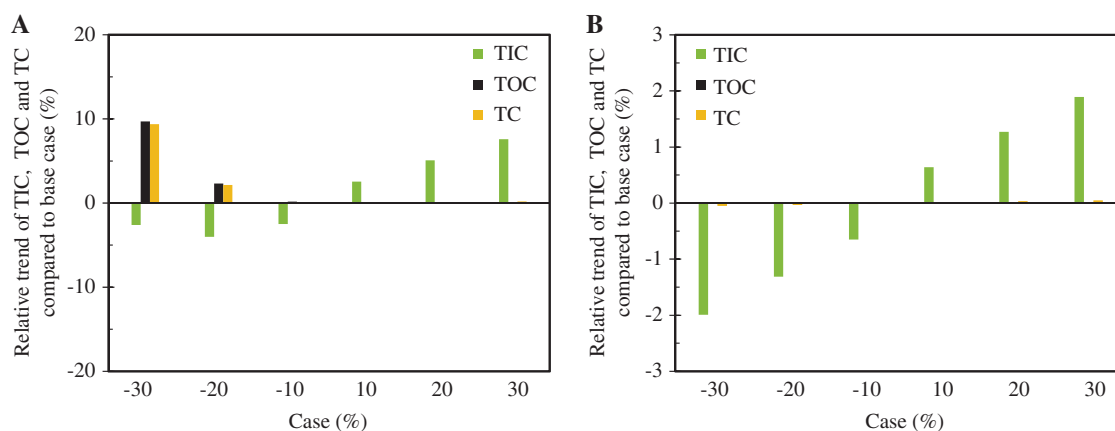 A
Relative trend of TIC, TOC and TC
compared to base case (%)
20
10
0
-10
-20
TIC
TOC
TC
-30
-20
-10
10
20
30
Case (%)
B
Relative trend of TIC, TOC and TC
compared to base case (%)
3
2
1
0
-1
-2
-3
TIC
TOC
TC
-30
-20
-10
10
20
30
Case (%)